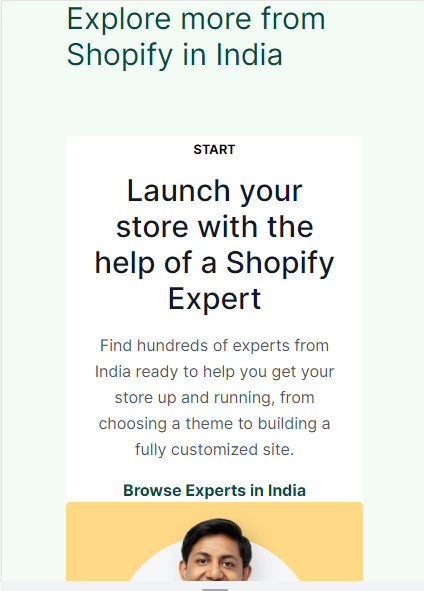 Explore more from
Shopify in India
START
Launch your
store with the
help of a Shopify
Expert
Find hundreds of experts from
India ready to help you get your
store up and running, from
choosing a theme to building a
fully customized site.
Browse Experts in India